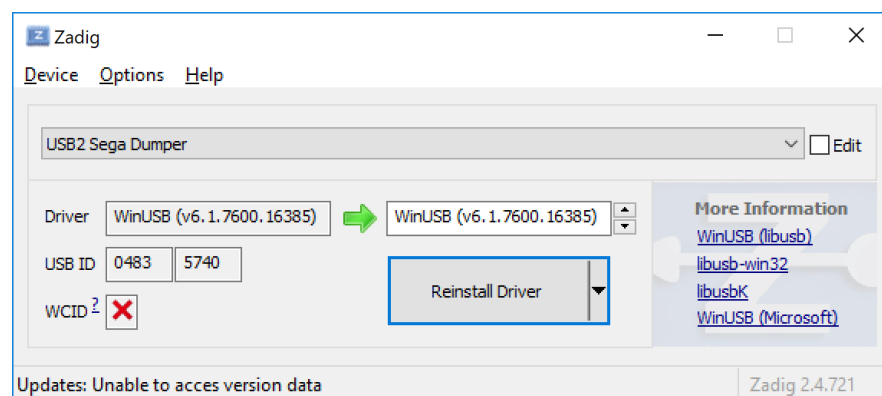 Zadig
Device Options Help
USB2 Sega Dumper
Edit
Driver WinUSB (v6.1.7600.16385) WinUSB (v6.1.7600.16385)
USB ID 0483 5740
WCID ?
Reinstall Driver
More Information
WinUSB (libusb)
libusb-win32
libusbK
WinUSB (Microsoft)
Updates: Unable to acces version data
Zadig 2.4.721